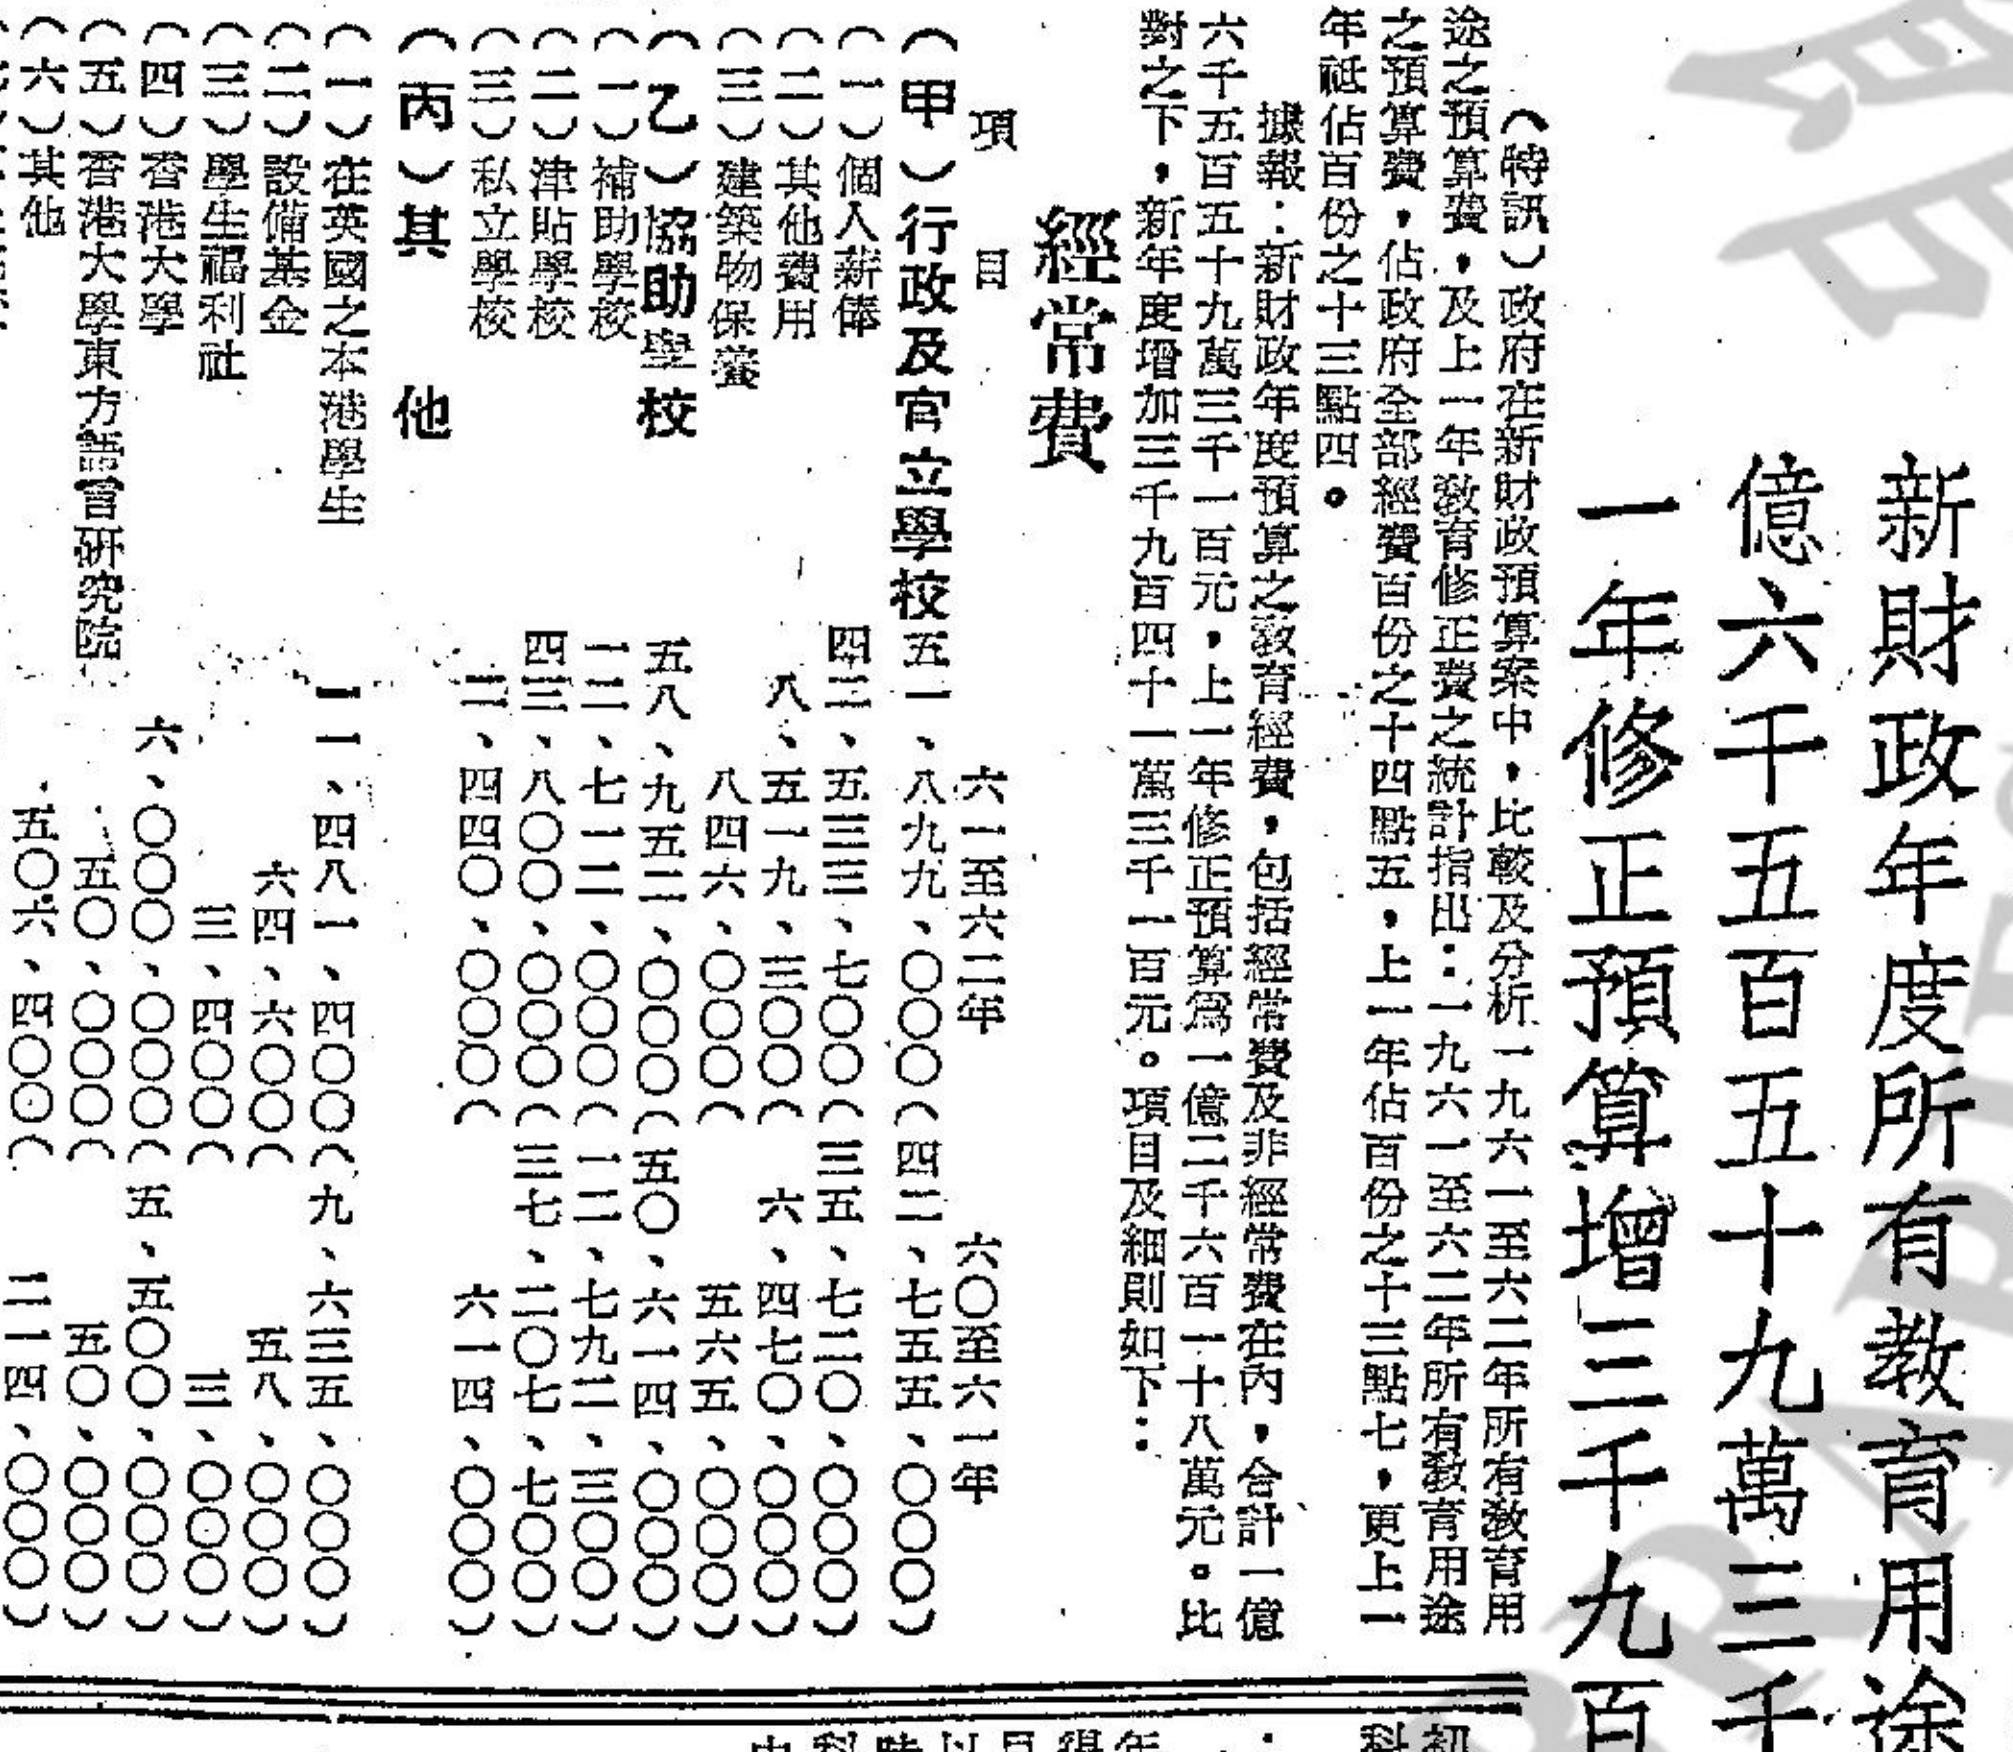 新財政年度所有教育用途
億六千五百五十九萬三千
一年修正預算增三千九百
（特訊）政府在新財政預算案中，比較及分析一九六一至六二年所有教育用
途之預算費，及上一年教育修正費之統計指出：一九六一至六二年所有教育用途
之預算費，佔政府全部經費百份之十四點五，上一年佔百份之十三點七，更上一
年祗佔百份之十三點四。
據報：新財政年度預算之教育經費，包括經常費及非經常費在內，合計一億
六千五百五十九萬三千一百元，上一年修正預算爲一億二千六百一十八萬元。比
對之下，新年度增加三千九百四十一萬三千一百元。項目及細則如下：
經常費
項目 六一至六二年 六〇至六一年
（甲）行政及官立學校五一、八九九、〇〇〇（四二、七五五、〇〇〇）
（一）個人薪俸 四二、五三三、七〇〇（三五、七二〇、〇〇〇）
（二）其他費用 八、五一九、三〇〇（六、四七〇、〇〇〇）
（三）建築物保養 八四六、〇〇〇（五六五、〇〇〇）
（乙）協助學校 五八、九五二、〇〇〇（五〇、六一四、〇〇〇）
（一）補助學校 一二、七一二、〇〇〇（一二、七九二、三〇〇）
（二）津貼學校 四三、八〇〇、〇〇〇（三七、二〇七、七〇〇）
（三）私立學校 二、四四〇、〇〇〇（六一四、〇〇〇）
（丙）其他
（一）在英國之本港學生 一一、四八一、四〇〇（九、六三五、〇〇〇）
（二）設備基金 六四、六〇〇（五八、〇〇〇）
（三）學生福利社 三、四〇〇（三、〇〇〇）
（四）香港大學 六、〇〇〇、〇〇〇（五、五〇〇、〇〇〇）
（五）香港大學東方語言研究院 五〇、〇〇〇（五〇、〇〇〇）
（六）其他 五〇六、四〇〇（二一四、〇〇〇）